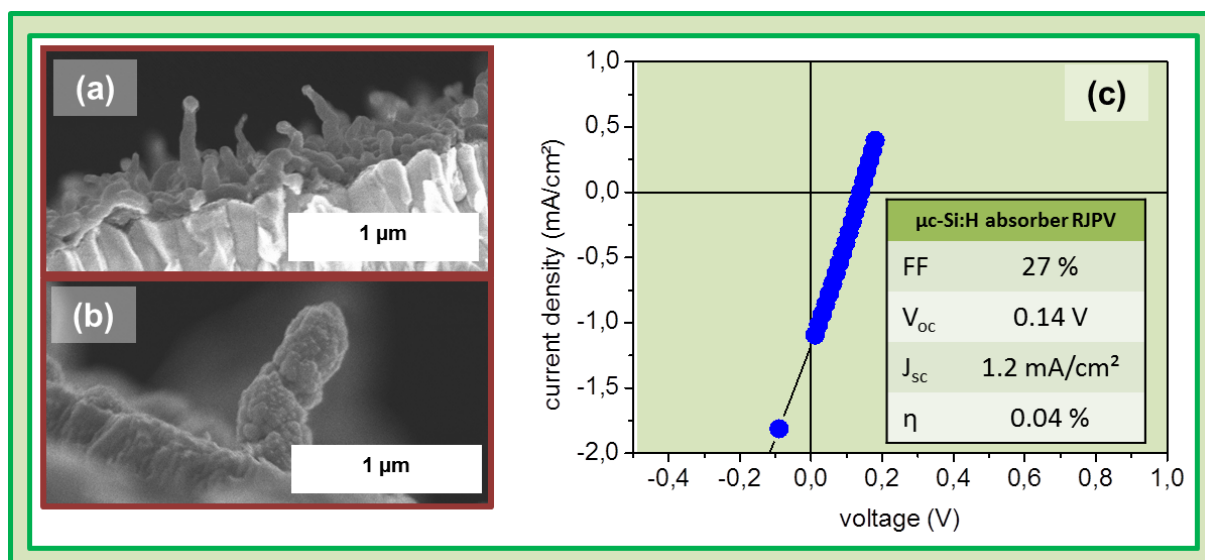 (a)
1 µm
(b)
1 µm
(c)
current density (mA/cm²)
1,0
0,5
0,0
-0,5
-1,0
-1,5
-2,0
-0,4 -0,2 0,0 0,2 0,4 0,6 0,8 1,0
voltage (V)
µc-Si:H absorber RJPV
FF 27 %
Voc 0.14 V
Jsc 1.2 mA/cm²
η 0.04 %